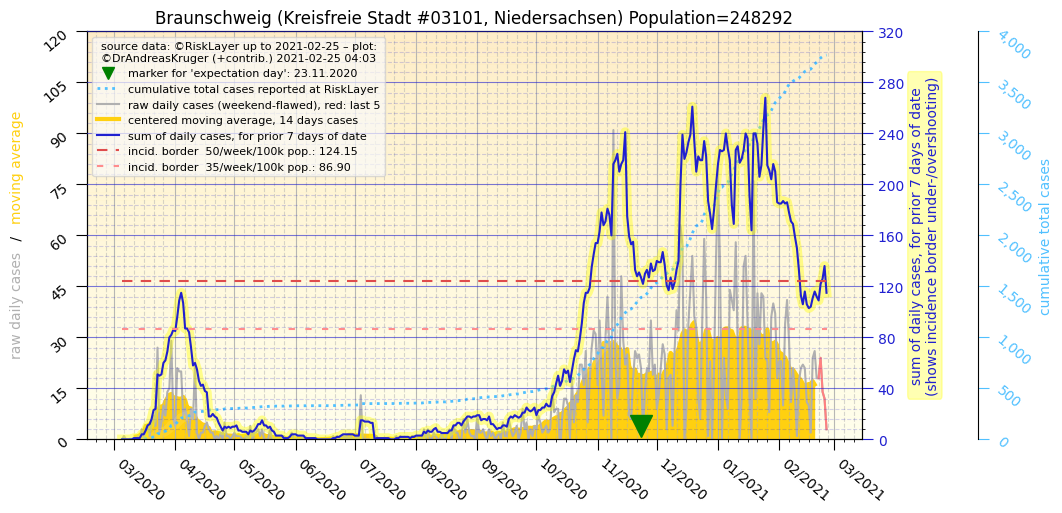 Braunschweig (Kreisfreie Stadt #03101, Niedersachsen) Population=248292
source data: ©RiskLayer up to 2021-02-25 – plot:
©DrAndreasKruger (+contrib.) 2021-02-25 04:03
marker for 'expectation day': 23.11.2020
cumulative total cases reported at RiskLayer
raw daily cases (weekend-flawed), red: last 5
centered moving average, 14 days cases
sum of daily cases, for prior 7 days of date
incid. border  50/week/100k pop.: 124.15
incid. border  35/week/100k pop.: 86.90
raw daily cases / moving average
120
105
90
75
60
45
30
15
0
320
280
240
200
160
120
80
40
0
sum of daily cases, for prior 7 days of date
(shows incidence border under-/overshooting)
4,000
3,500
3,000
2,500
2,000
1,500
1,000
500
0
cumulative total cases
03/2020
04/2020
05/2020
06/2020
07/2020
08/2020
09/2020
10/2020
11/2020
12/2020
01/2021
02/2021
03/2021